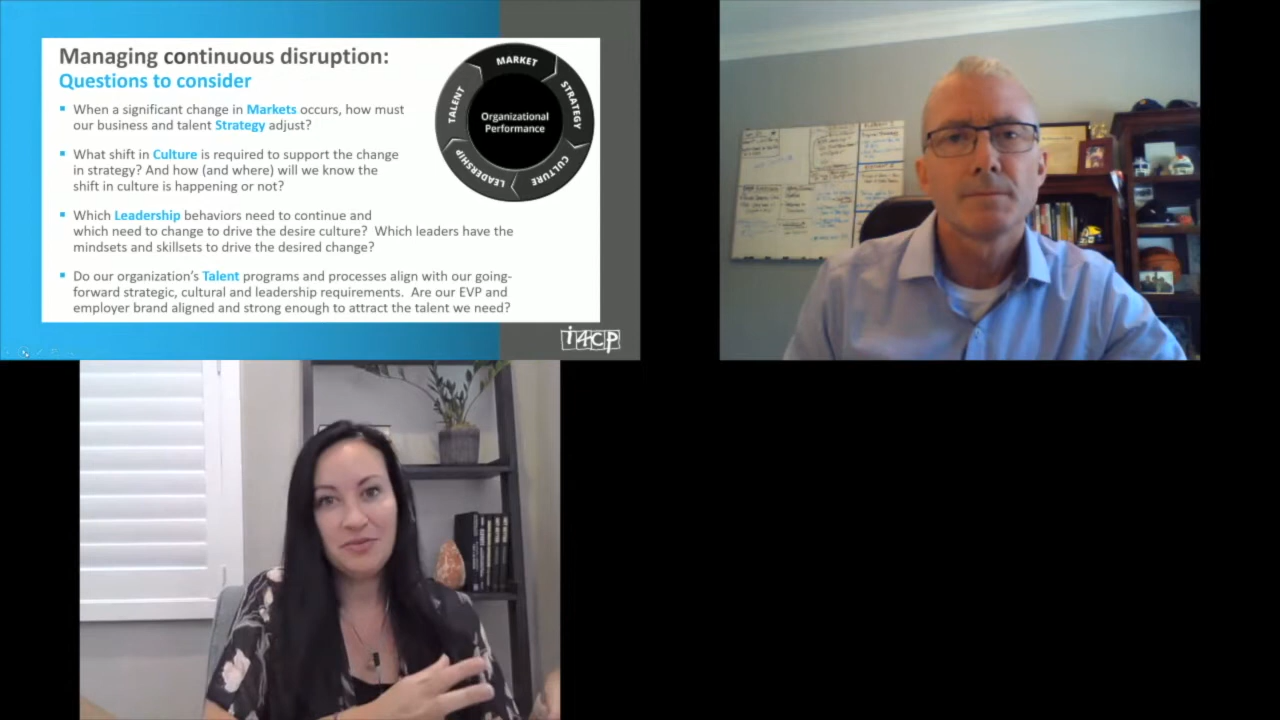 Managing continuous disruption:
Questions to consider
▪ When a significant change in Markets occurs, how must
our business and talent Strategy adjust?
▪ What shift in Culture is required to support the change
in strategy? And how (and where) will we know the
shift in culture is happening or not?
▪ Which Leadership behaviors need to continue and
which need to change to drive the desire culture? Which leaders have the
mindsets and skillsets to drive the desired change?
▪ Do our organization's Talent programs and processes align with our going-
forward strategic, cultural and leadership requirements. Are our EVP and
employer brand aligned and strong enough to attract the talent we need?
MARKET
STRATEGY
CULTURE
LEADERSHIP
TALENT
Organizational
Performance
i4cp